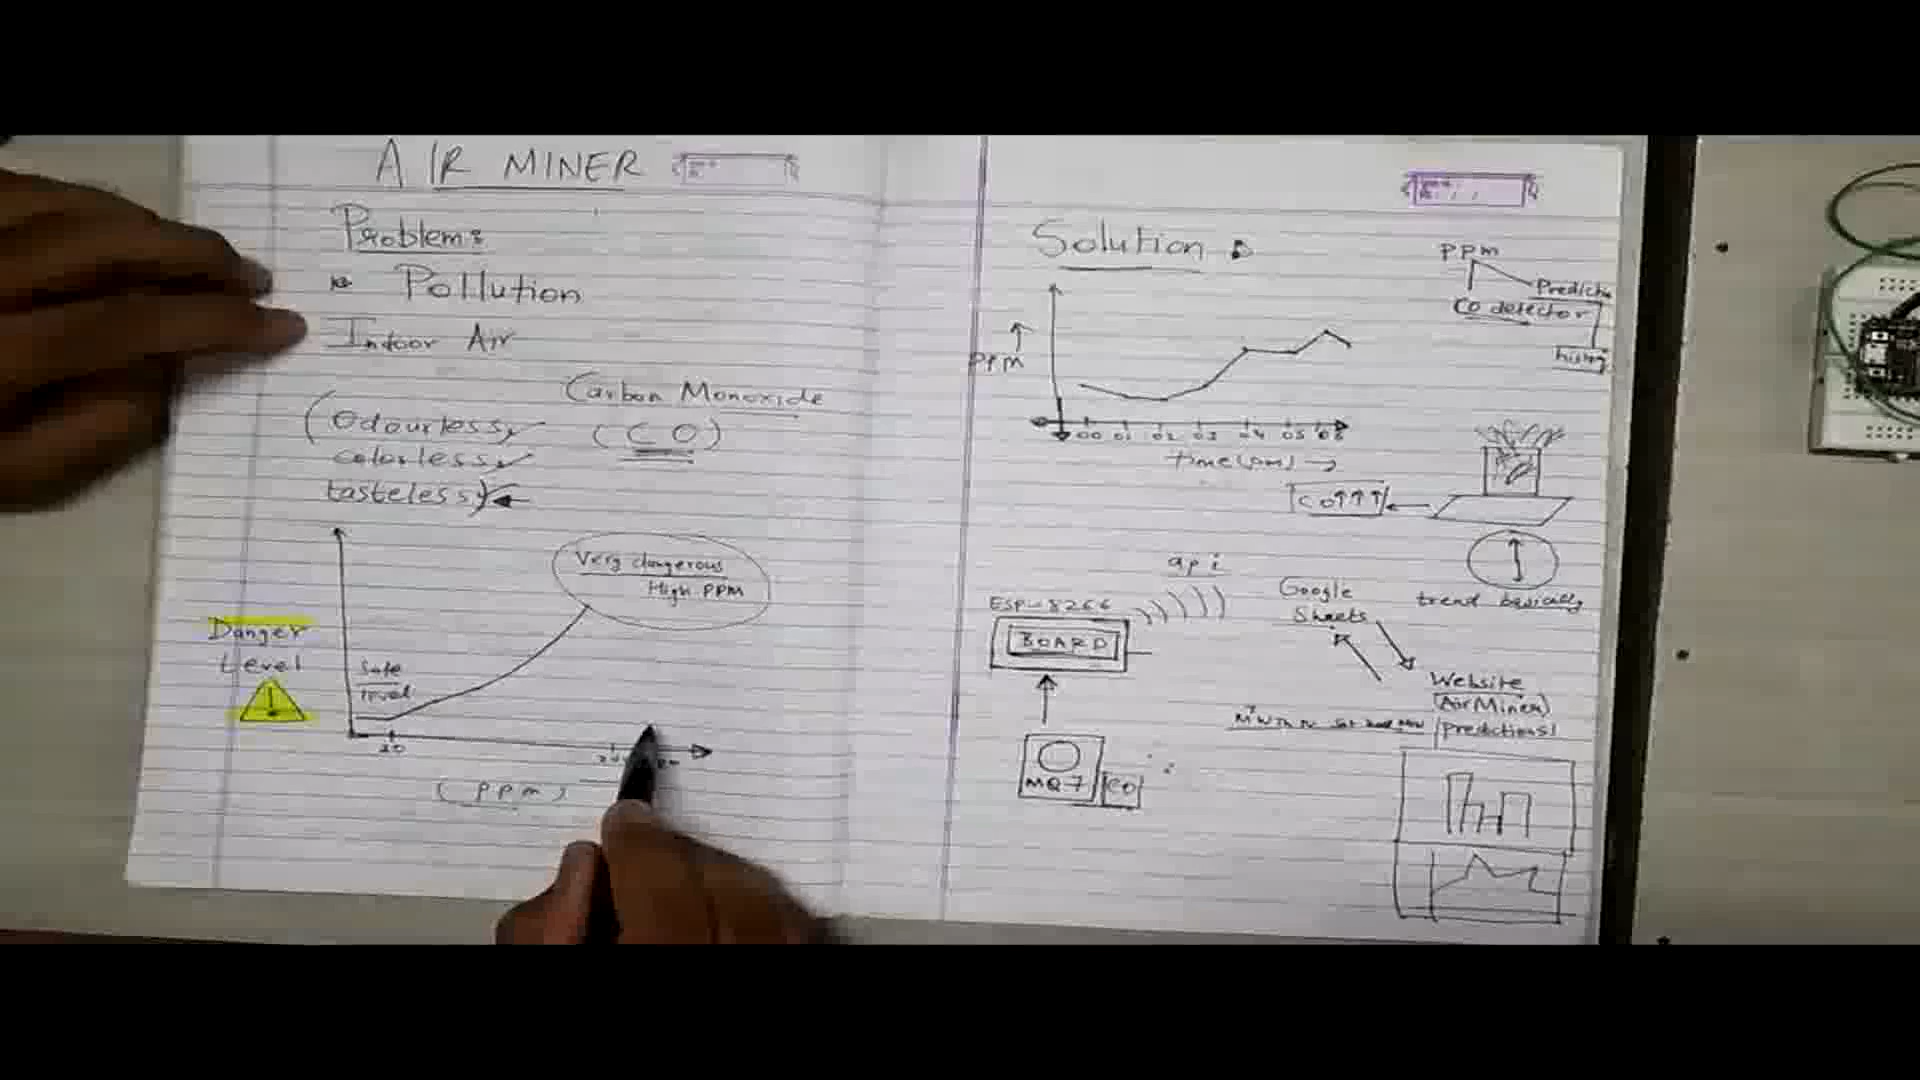 AIR MINER
Problem:
Pollution
Indoor Air
Carbon Monoxide
(Odourless,
(CO)
colorless,
tasteless)
Very dangerous
High PPM
Danger
Level
!
Safe
level
20
(PPm)
Solution :
PPm
CO detector
PPm
00 01 02 03 04 05 06
time(pm) →
CO↑↑↑
trend basically
api
Google
Sheets
ESP-8266
BOARD
Website
(AirMiner)
Predictions
MQ-7
CO